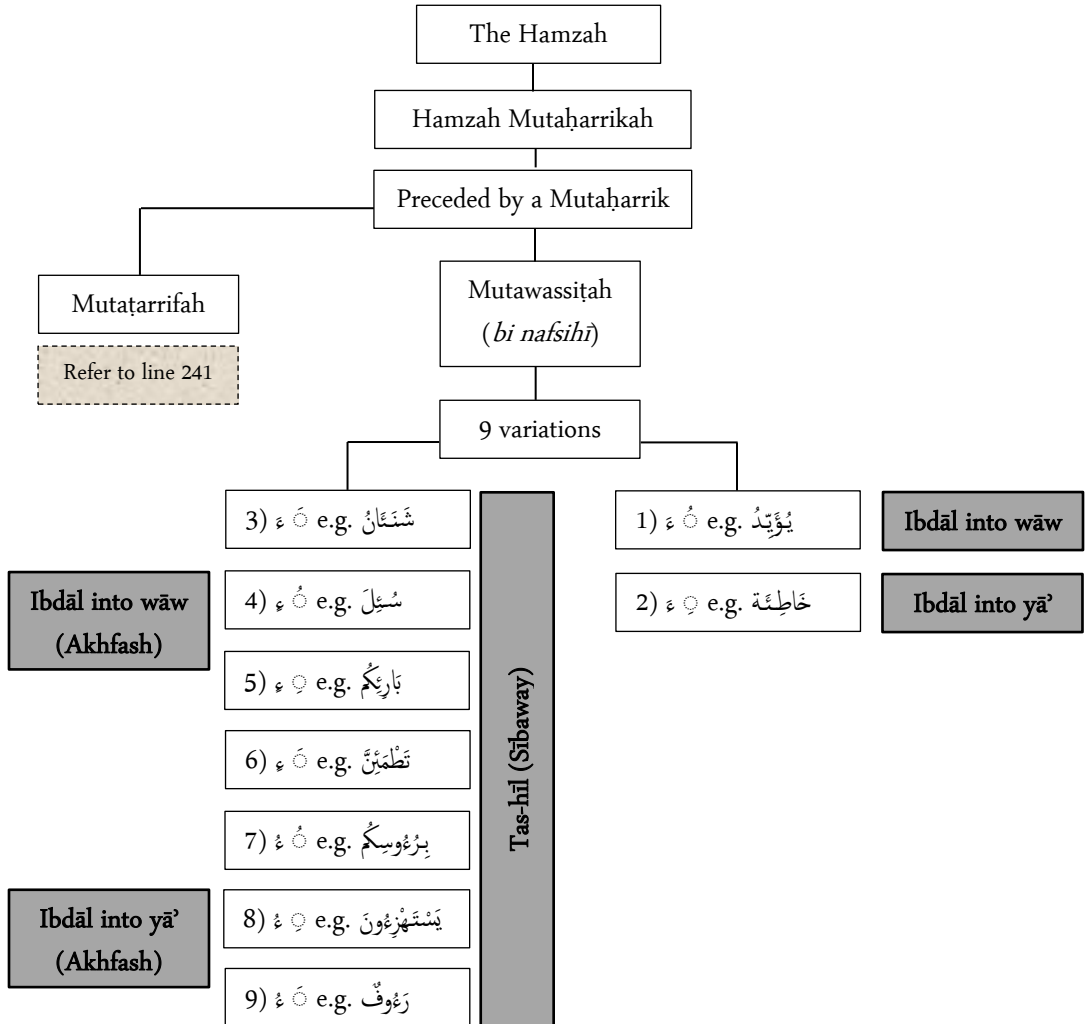 The Hamzah
Hamzah Mutaḥarrikah
Preceded by a Mutaḥarrik
Mutaṭarrifah
Refer to line 241
Mutawassiṭah
(bi nafsihī)
9 variations
3) ءَ ◌َ e.g. شَنَـَٔانُ
4) ءِ ◌ُ e.g. سُئِلَ
5) ءِ ◌ِ e.g. بَارِئِكُم
6) ءِ ◌َ e.g. تَطْمَئِنَّ
7) ءُ ◌ُ e.g. بِرُءُوسِكُم
8) ءُ ◌ِ e.g. يَسْتَهْزِءُونَ
9) ءُ ◌َ e.g. رَءُوفٌ
Ibdāl into wāw
(Akhfash)
Ibdāl into yā’
(Akhfash)
Tas-hīl (Sībaway)
1) ءَ ◌ُ e.g. يُؤَيِّدُ
Ibdāl into wāw
2) ءَ ◌ِ e.g. خَاطِئَة
Ibdāl into yā’